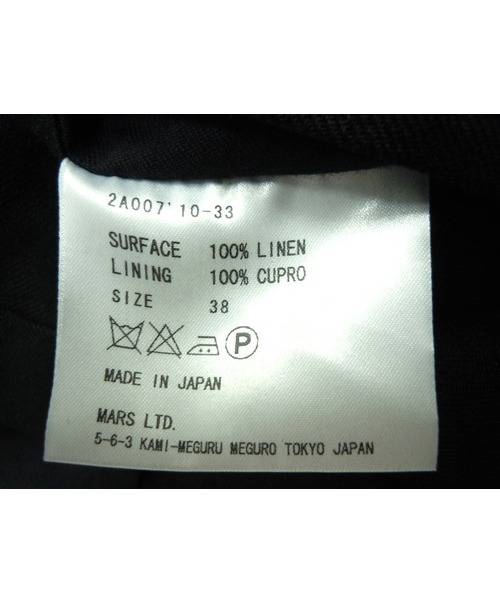 2A007'10-33
SURFACE 100% LINEN
LINING 100% CUPRO
SIZE 38
P
MADE IN JAPAN
MARS LTD.
5-6-3 KAMI-MEGURU MEGURO TOKYO JAPAN